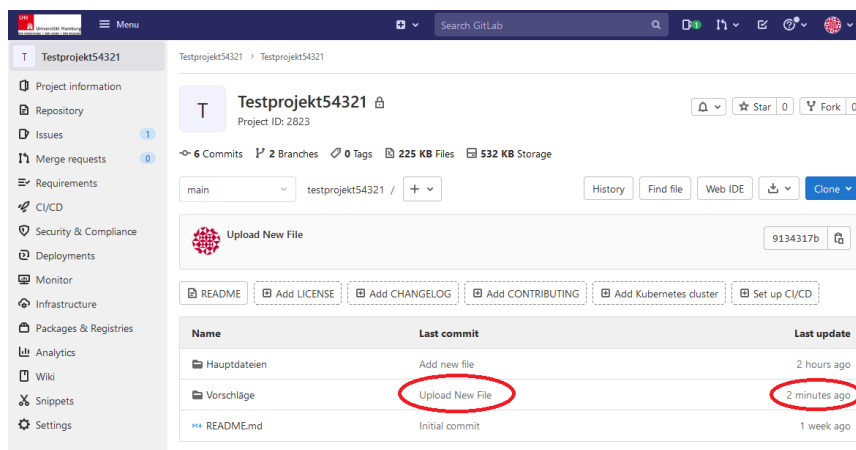 UHH
Universität Hamburg
Menu
Search GitLab
1
T Testprojekt54321
Testprojekt54321 > Testprojekt54321
Project information
Repository
Issues 1
Merge requests 0
Requirements
CI/CD
Security & Compliance
Deployments
Monitor
Infrastructure
Packages & Registries
Analytics
Wiki
Snippets
Settings
T
Testprojekt54321
Project ID: 2823
Star 0
Fork 0
6 Commits 2 Branches 0 Tags 225 KB Files 532 KB Storage
main
testprojekt54321 / +
History Find file Web IDE Clone
Upload New File
9134317b
README Add LICENSE Add CHANGELOG Add CONTRIBUTING Add Kubernetes cluster Set up CI/CD
Name Last commit Last update
Hauptdateien Add new file 2 hours ago
Vorschläge Upload New File 2 minutes ago
README.md Initial commit 1 week ago